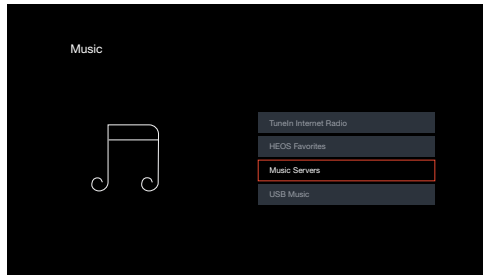 Music
TuneIn Internet Radio
HEOS Favorites
Music Servers
USB Music